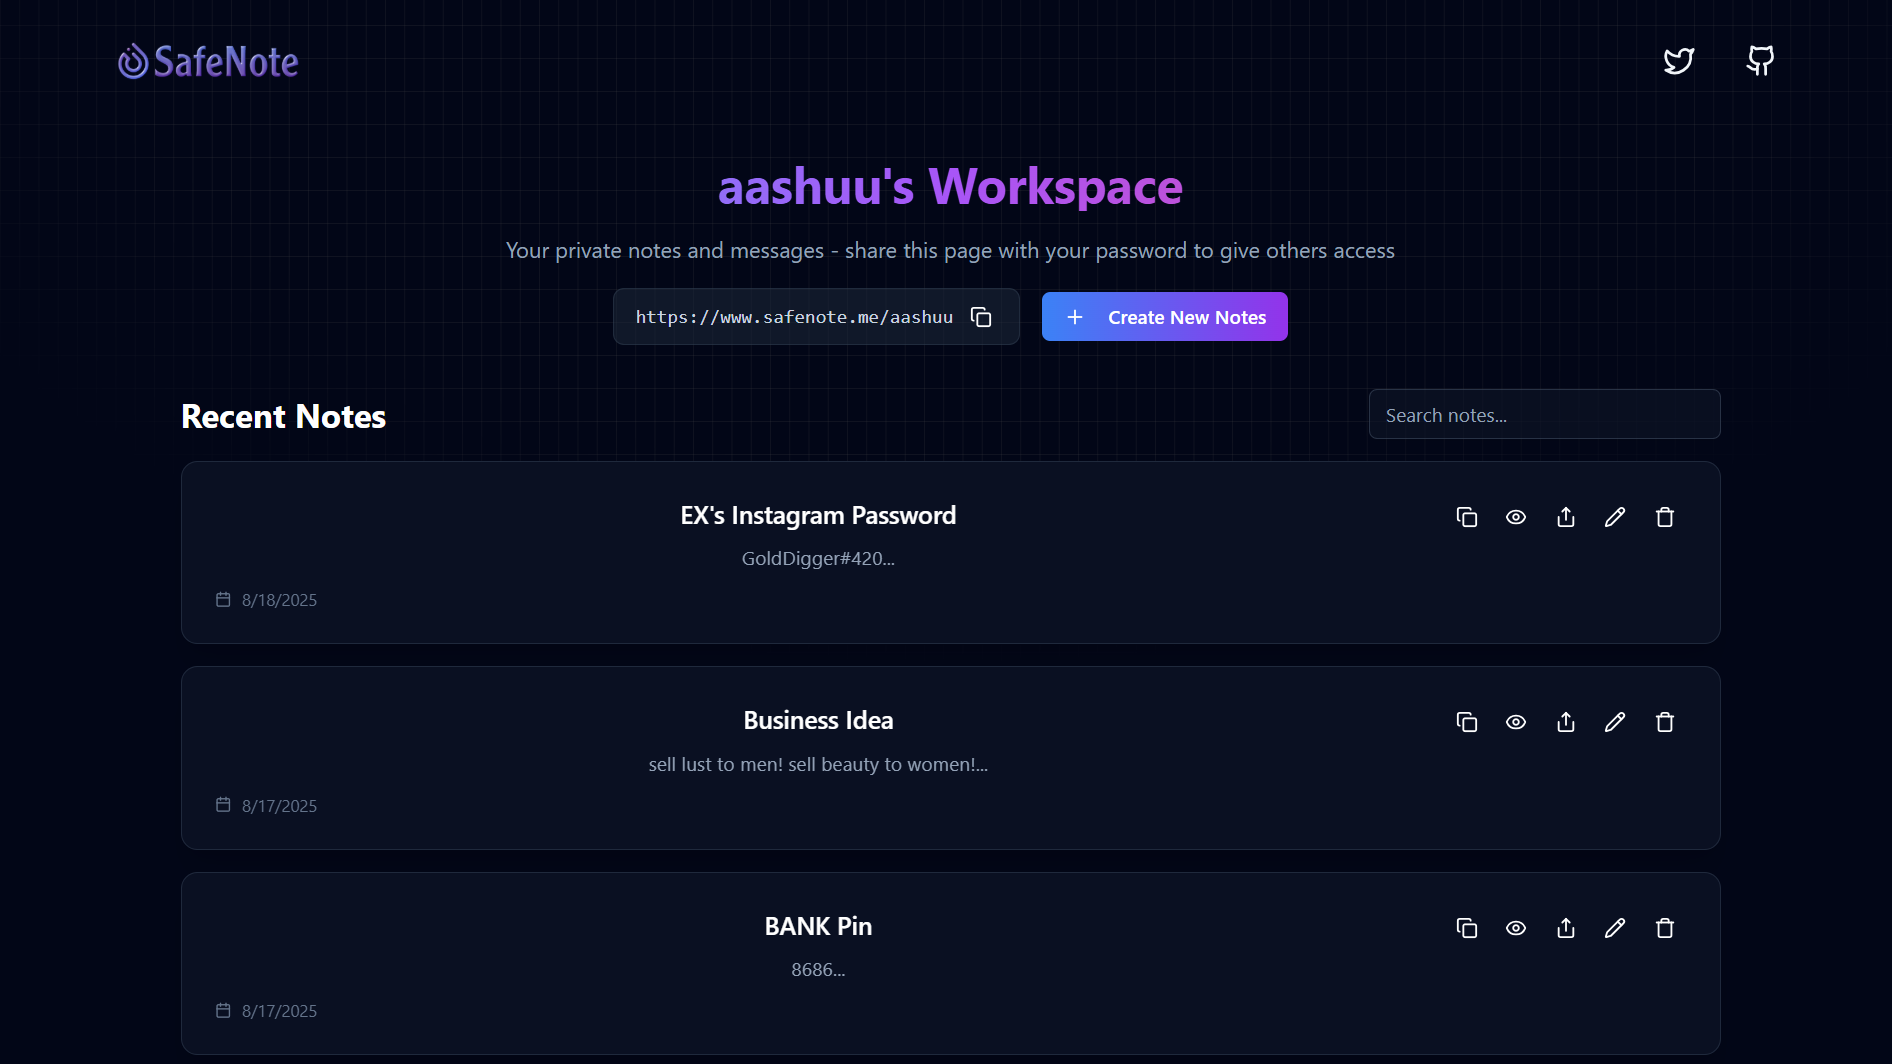 SafeNote
aashuu's Workspace
Your private notes and messages - share this page with your password to give others access
https://www.safenote.me/aashuu
Create New Notes
Recent Notes
Search notes...
EX's Instagram Password
GoldDigger#420...
8/18/2025
Business Idea
sell lust to men! sell beauty to women!...
8/17/2025
BANK Pin
8686...
8/17/2025